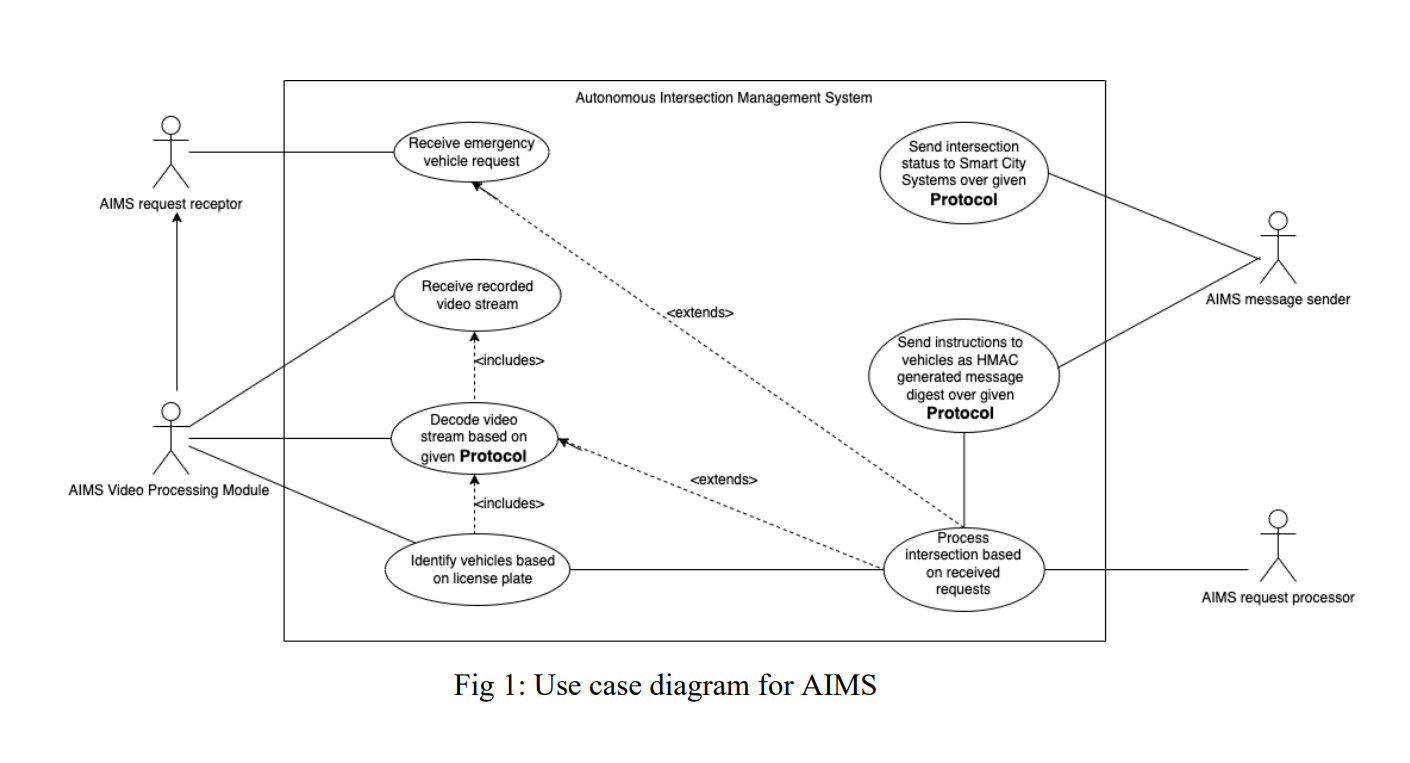 Autonomous Intersection Management System
Receive emergency
vehicle request
AIMS request receptor
Send intersection
status to Smart City
Systems over given
Protocol
AIMS message sender
Receive recorded
video stream
<extends>
<includes>
Send instructions to
vehicles as HMAC
generated message
digest over given
Protocol
Decode video
stream based on
given Protocol
AIMS Video Processing Module
<extends>
<includes>
Identify vehicles based
on license plate
Process
intersection based
on received
requests
AIMS request processor
Fig 1: Use case diagram for AIMS